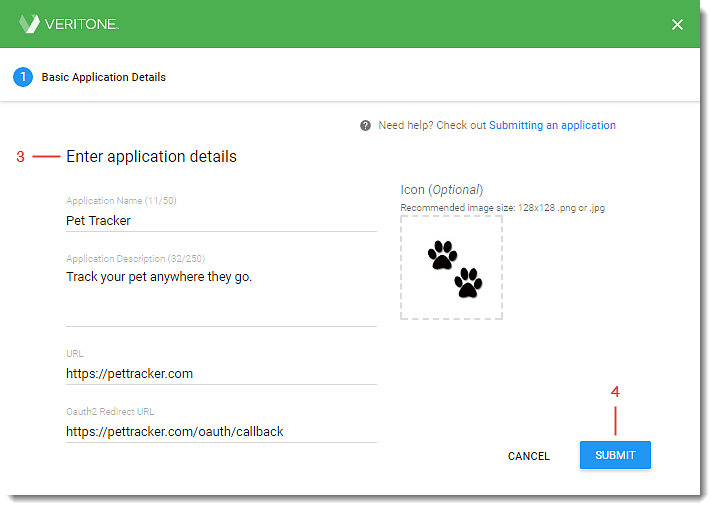 VERITONE.
1 Basic Application Details
Need help? Check out Submitting an application
3 Enter application details
Application Name (11/50)
Pet Tracker
Application Description (32/250)
Track your pet anywhere they go.
URL
https://pettracker.com
Oauth2 Redirect URL
https://pettracker.com/oauth/callback
Icon (Optional)
Recommended image size: 128x128 .png or .jpg
4
CANCEL
SUBMIT